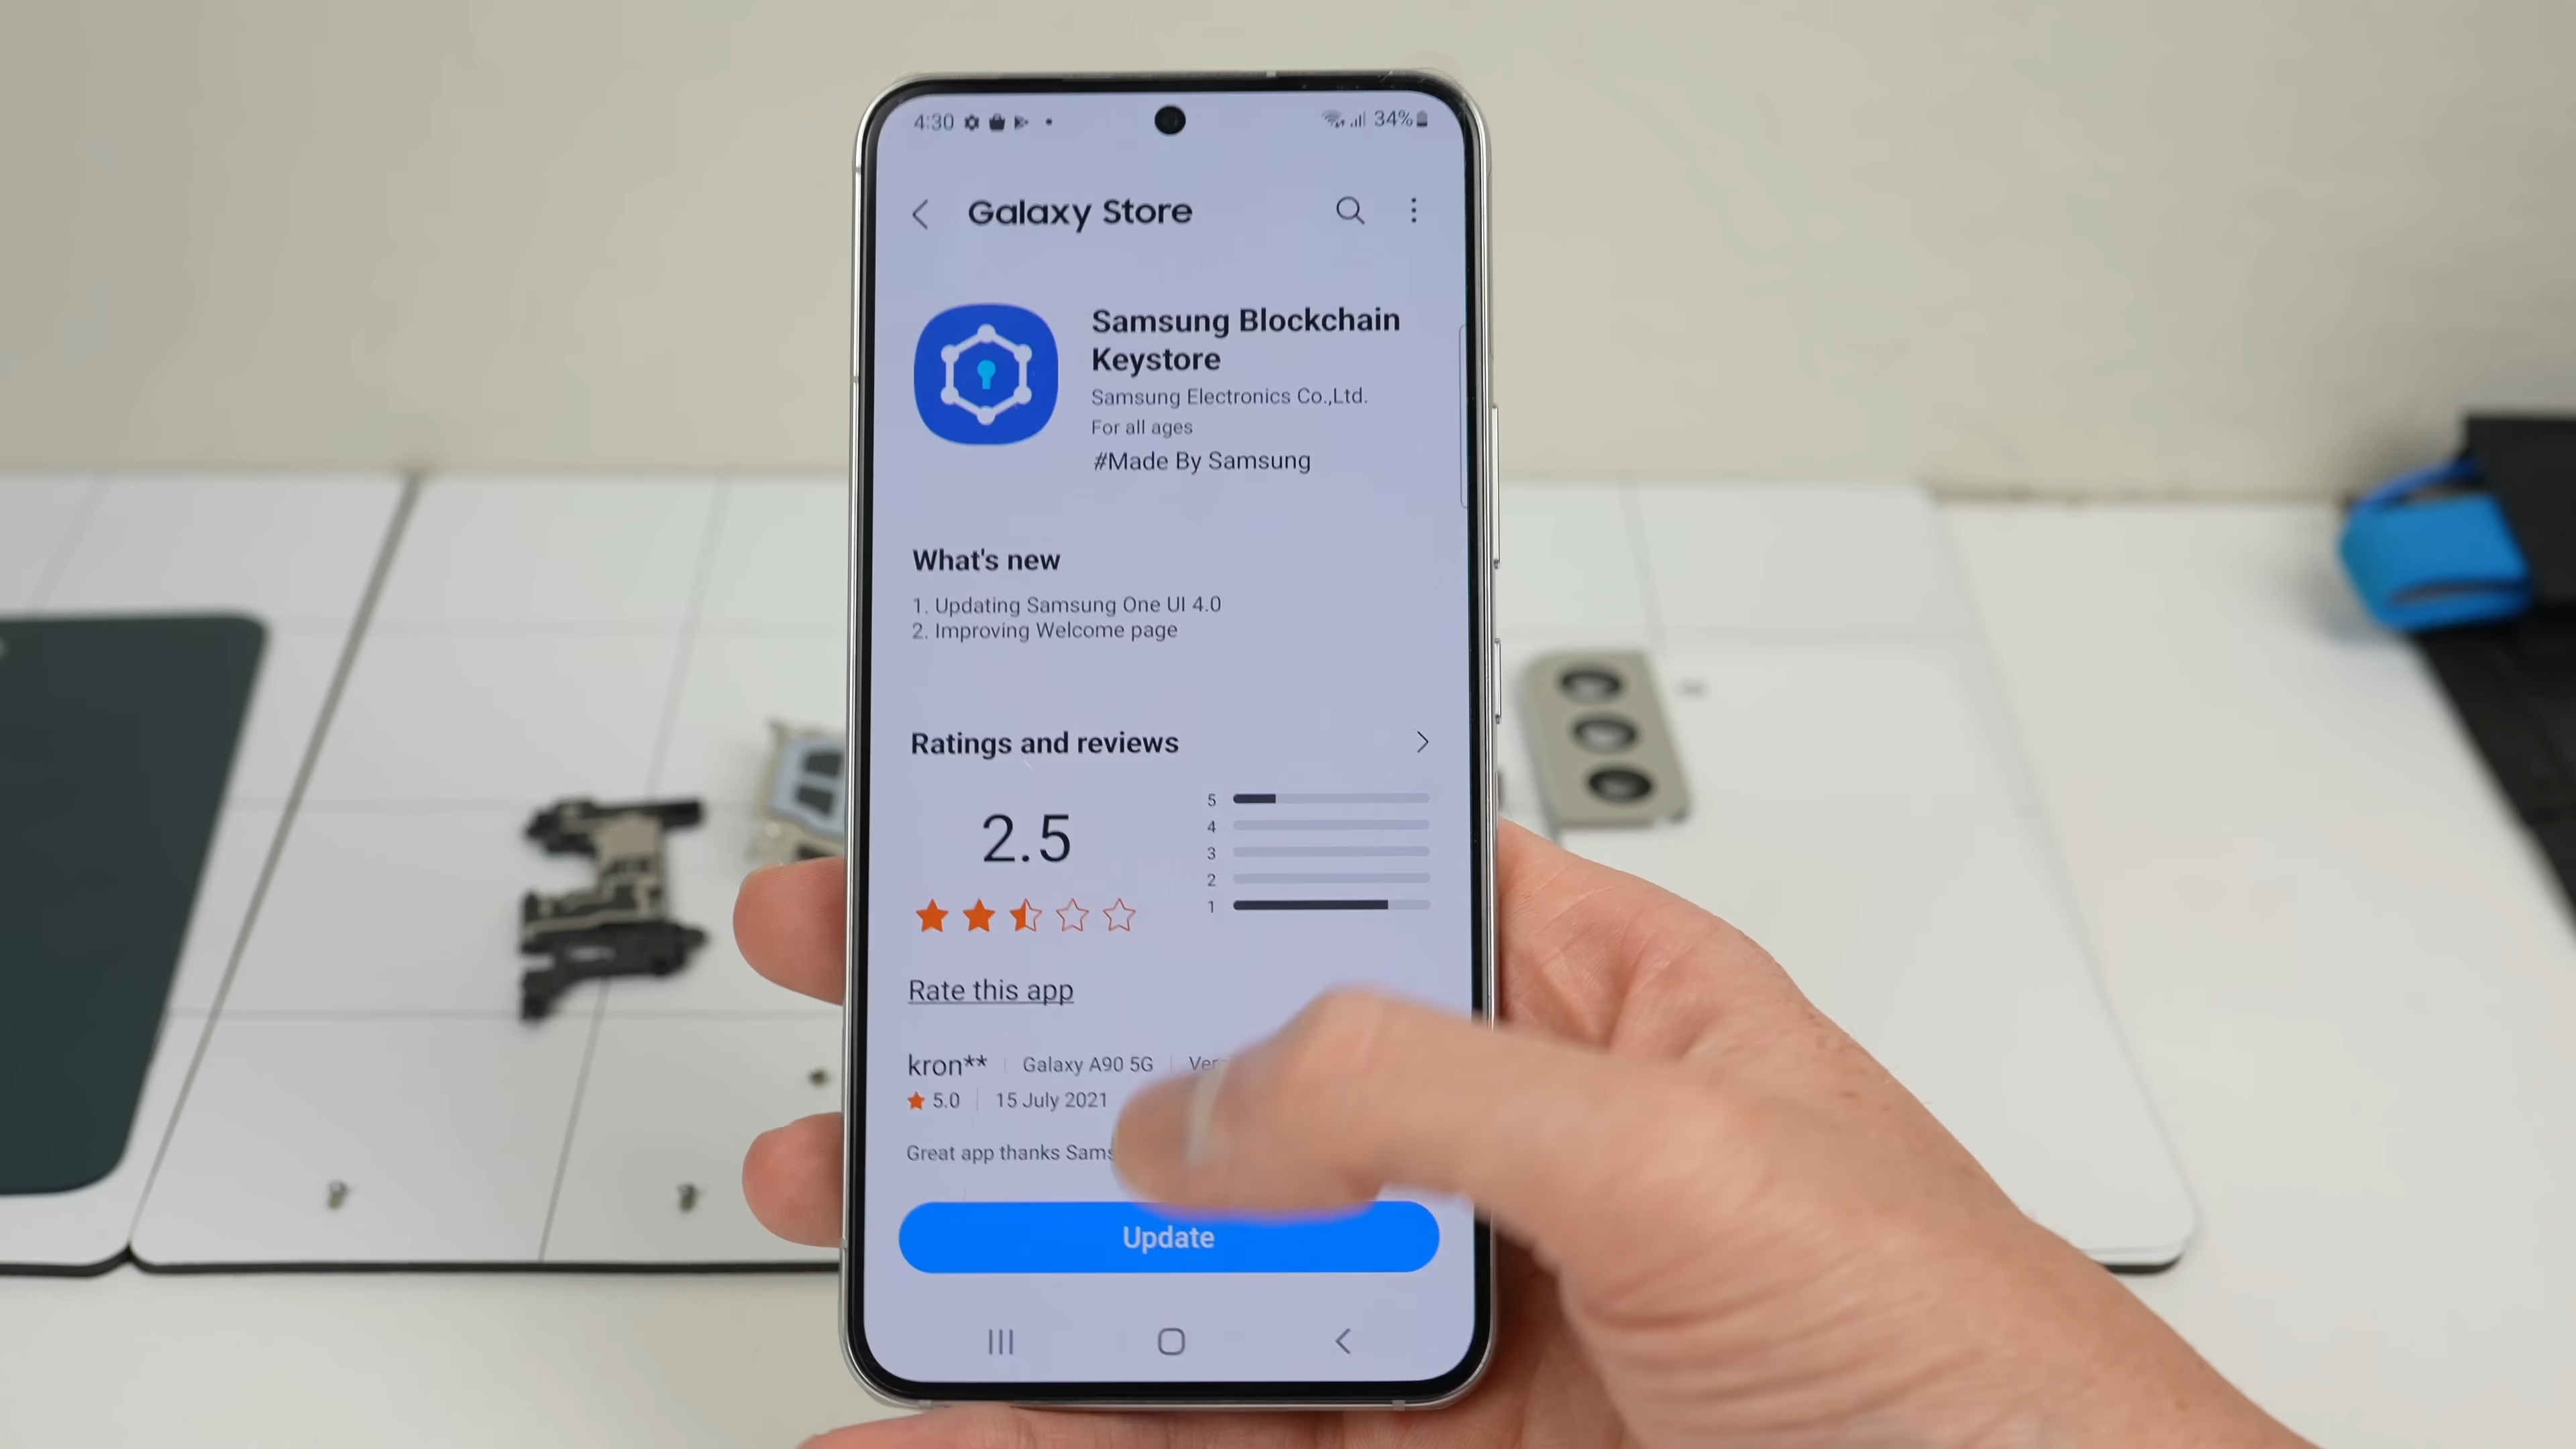 4:30
34%
Galaxy Store
Samsung Blockchain
Keystore
Samsung Electronics Co.,Ltd.
For all ages
#Made By Samsung
What's new
1. Updating Samsung One UI 4.0
2. Improving Welcome page
Ratings and reviews
2.5
5
4
3
2
1
Rate this app
kron** Galaxy A90 5G
5.0 15 July 2021
Great app thanks
Update